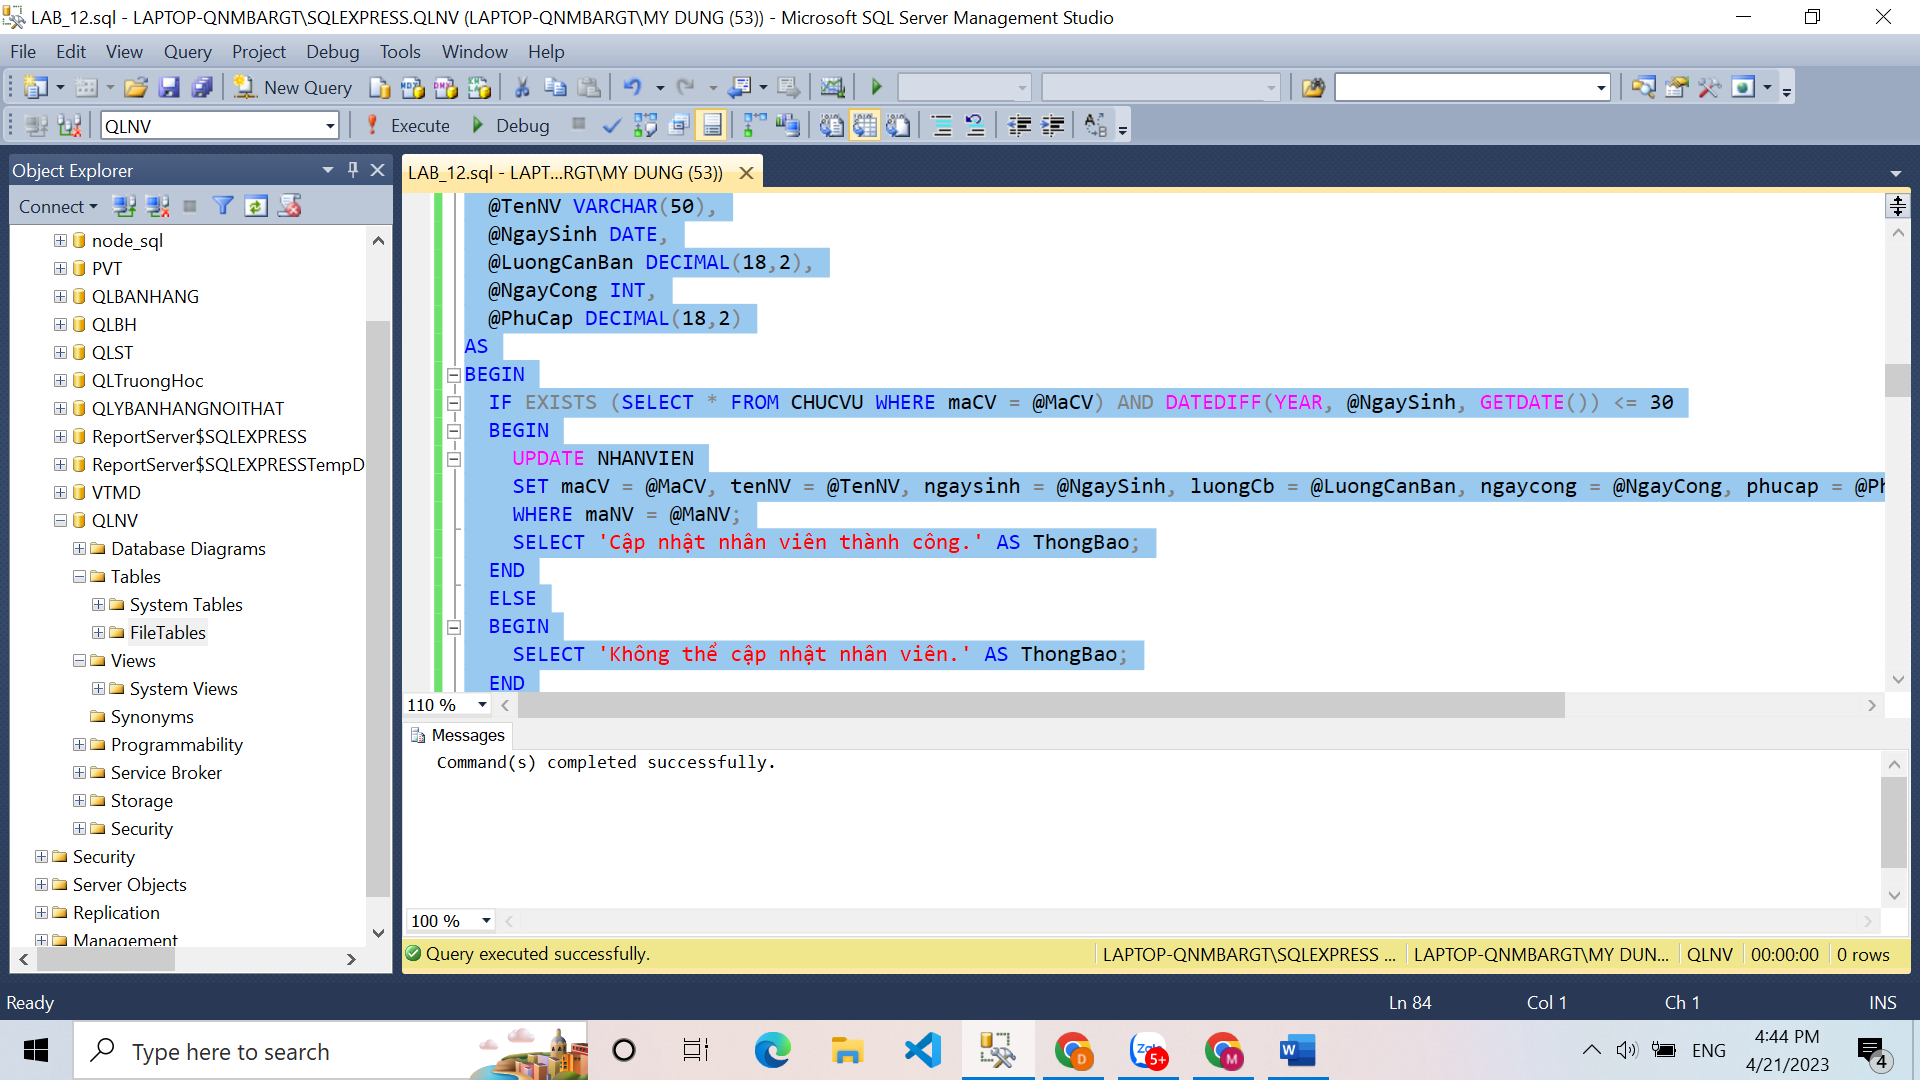 LAB_12.sql - LAPTOP-QNMBARGT\SQLEXPRESS.QLNV (LAPTOP-QNMBARGT\MY DUNG (53)) - Microsoft SQL Server Management Studio
File Edit View Query Project Debug Tools Window Help
New Query
QLNV Execute Debug
Object Explorer
Connect
node_sql
PVT
QLBANHANG
QLBH
QLST
QLTruongHoc
QLYBANHANGNOITHAT
ReportServer$SQLEXPRESS
ReportServer$SQLEXPRESSTempD
VTMD
QLNV
Database Diagrams
Tables
System Tables
FileTables
Views
System Views
Synonyms
Programmability
Service Broker
Storage
Security
Security
Server Objects
Replication
Management
LAB_12.sql - LAPT...RGT\MY DUNG (53))
@TenNV VARCHAR(50),
@NgaySinh DATE,
@LuongCanBan DECIMAL(18,2),
@NgayCong INT,
@PhuCap DECIMAL(18,2)
AS
BEGIN
IF EXISTS (SELECT * FROM CHUCVU WHERE maCV = @MaCV) AND DATEDIFF(YEAR, @NgaySinh, GETDATE()) <= 30
BEGIN
UPDATE NHANVIEN
SET maCV = @MaCV, tenNV = @TenNV, ngaysinh = @NgaySinh, luongCb = @LuongCanBan, ngaycong = @NgayCong, phucap = @Ph
WHERE maNV = @MaNV;
SELECT 'Cập nhật nhân viên thành công.' AS ThongBao;
END
ELSE
BEGIN
SELECT 'Không thể cập nhật nhân viên.' AS ThongBao;
END
110 %
Messages
Command(s) completed successfully.
100 %
Query executed successfully. LAPTOP-QNMBARGT\SQLEXPRESS ... LAPTOP-QNMBARGT\MY DUN... QLNV 00:00:00 0 rows
Ready Ln 84 Col 1 Ch 1 INS
Type here to search
Zalo 5+
D
M
W
ENG
4:44 PM
4/21/2023
4